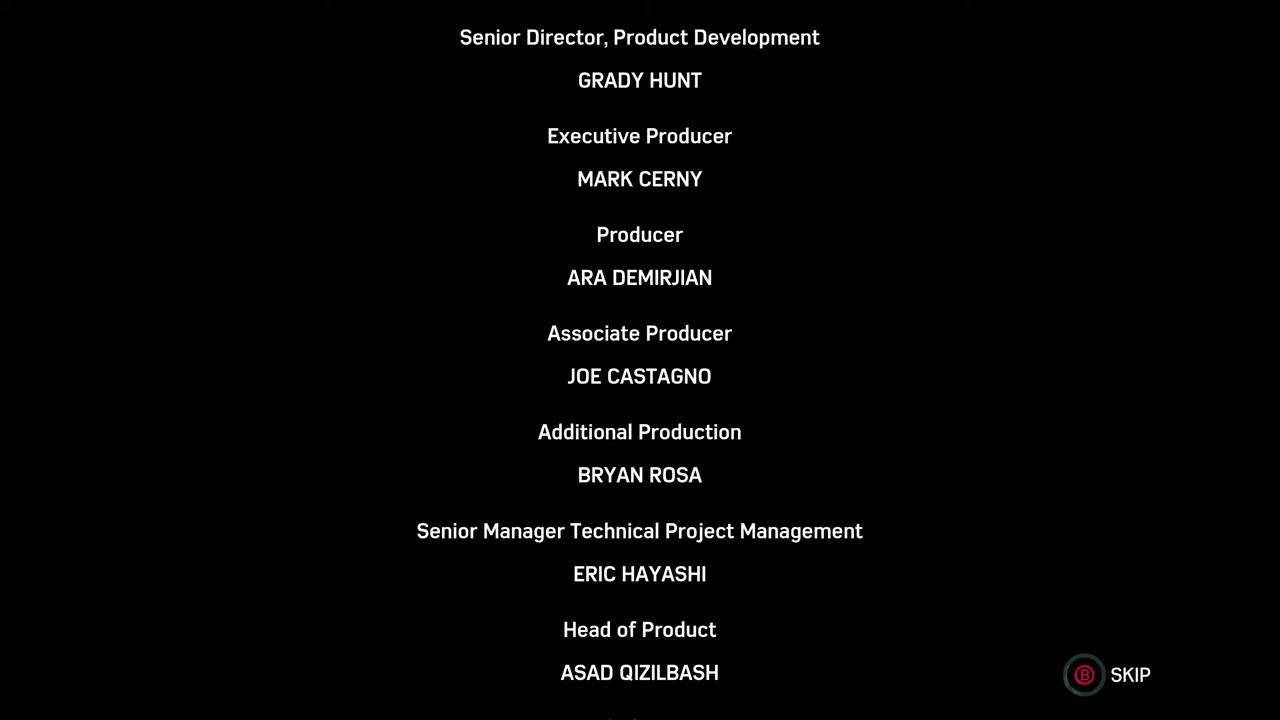 Senior Director, Product Development
GRADY HUNT
Executive Producer
MARK CERNY
Producer
ARA DEMIRJIAN
Associate Producer
JOE CASTAGNO
Additional Production
BRYAN ROSA
Senior Manager Technical Project Management
ERIC HAYASHI
Head of Product
ASAD QIZILBASH
B SKIP